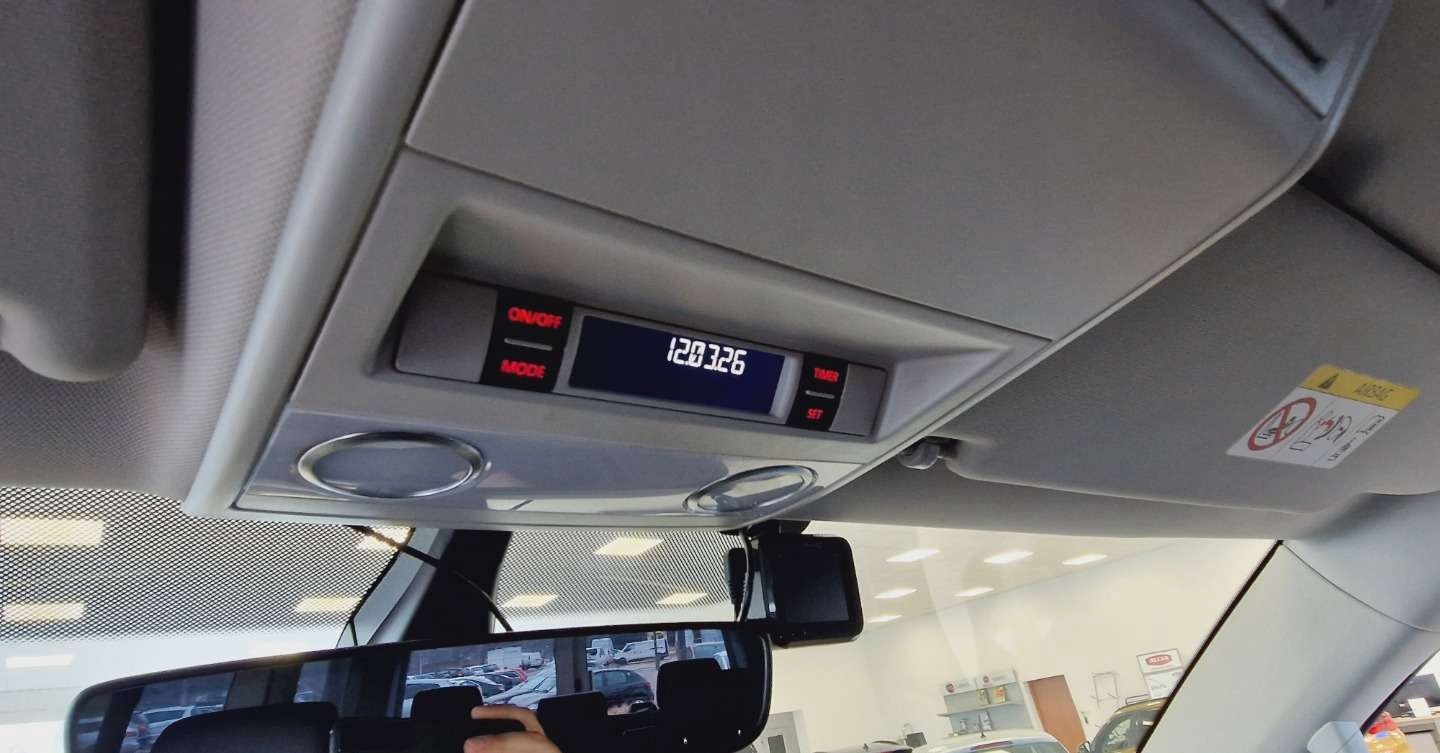 ON/OFF
MODE
12.03.26
TIMER
SET
AIRBAG